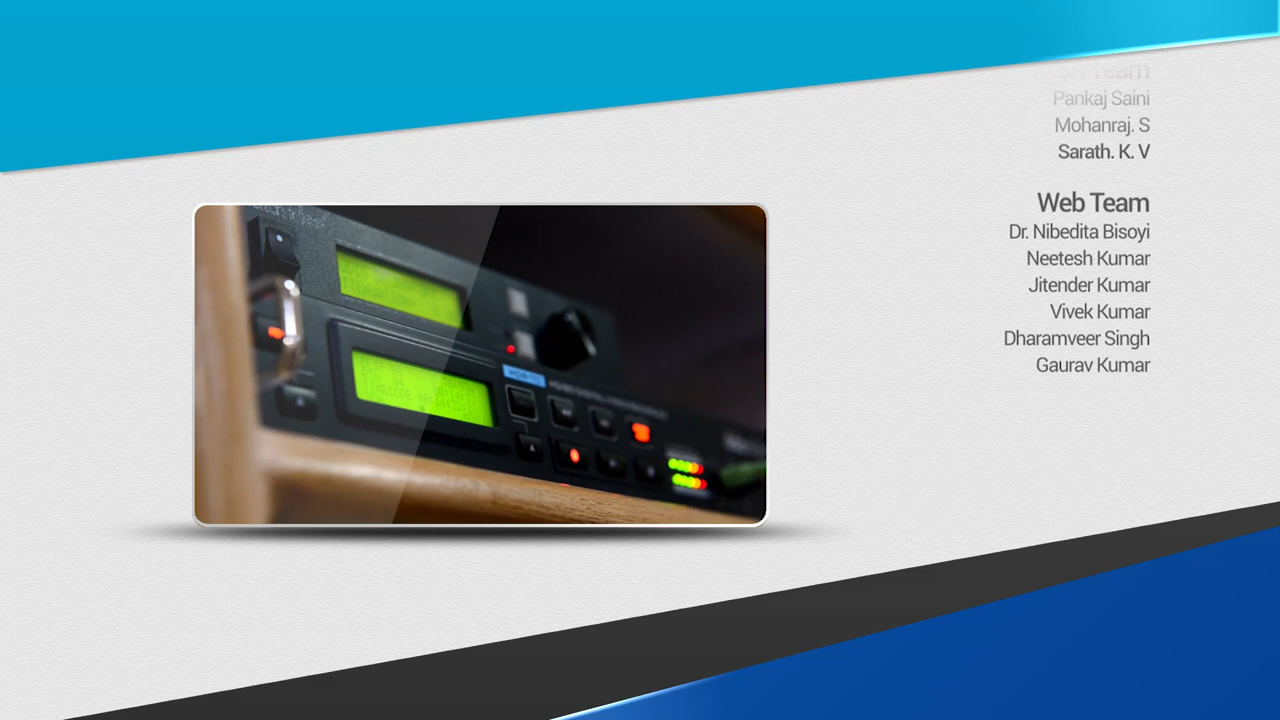 Team
Pankaj Saini
Mohanraj. S
Sarath. K. V
Web Team
Dr. Nibedita Bisoyi
Neetesh Kumar
Jitender Kumar
Vivek Kumar
Dharamveer Singh
Gaurav Kumar